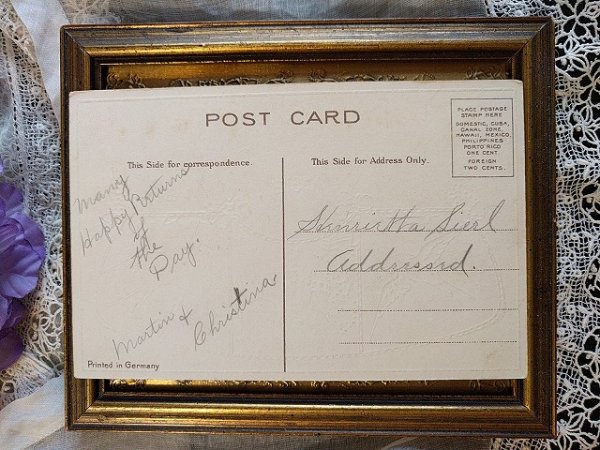 POST CARD
PLACE POSTAGE
STAMP HERE
DOMESTIC, CUBA,
CANAL ZONE,
HAWAII, MEXICO,
PHILIPPINES
PORTO RICO
ONE CENT.
FOREIGN
TWO CENTS.
This Side for correspondence.
This Side for Address Only.
Many
Happy Returns
of
the
Day.
Martin &
Christina
Henrietta Sierl
Addressed.
Printed in Germany